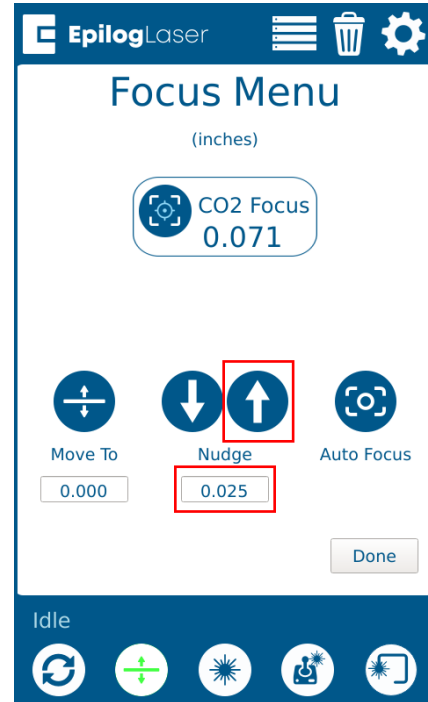 EpilogLaser
Focus Menu
(inches)
CO2 Focus
0.071
Move To
Nudge
Auto Focus
0.000
0.025
Done
Idle